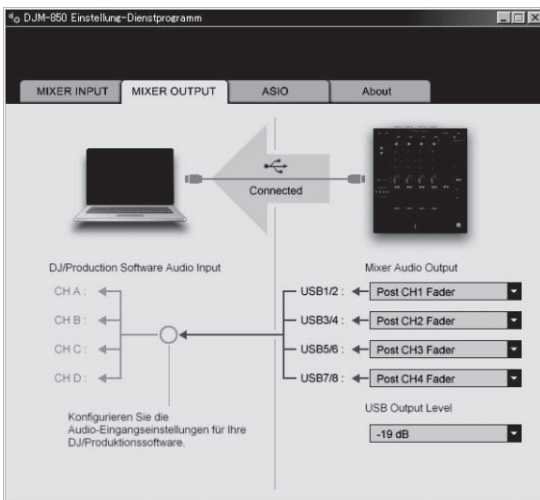 DJM-850 Einstellung-Dienstprogramm
MIXER INPUT MIXER OUTPUT ASIO About
Connected
DJ/Production Software Audio Input
Mixer Audio Output
CH A :
USB1/2 : Post CH1 Fader
CH B :
USB3/4 : Post CH2 Fader
CH C :
USB5/6 : Post CH3 Fader
CH D :
USB7/8 : Post CH4 Fader
Konfigurieren Sie die
Audio-Eingangseinstellungen für Ihre
DJ/Produktionssoftware.
USB Output Level
-19 dB